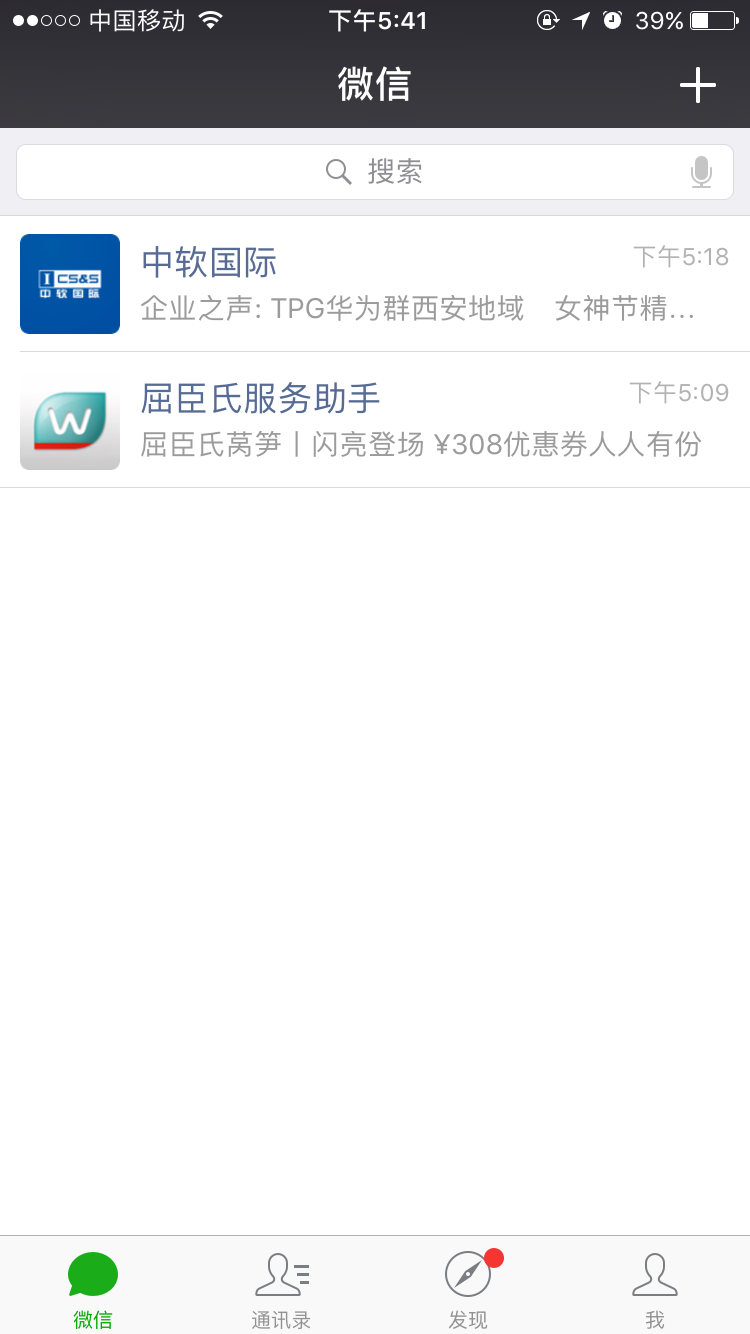 中国移动 下午5:41 39%
微信
搜索
ICS&S
中软国际
中软国际 下午5:18
企业之声: TPG华为群西安地域 女神节精...
W
屈臣氏服务助手 下午5:09
屈臣氏莴笋丨闪亮登场 ¥308优惠券人人有份
微信 通讯录 发现 我